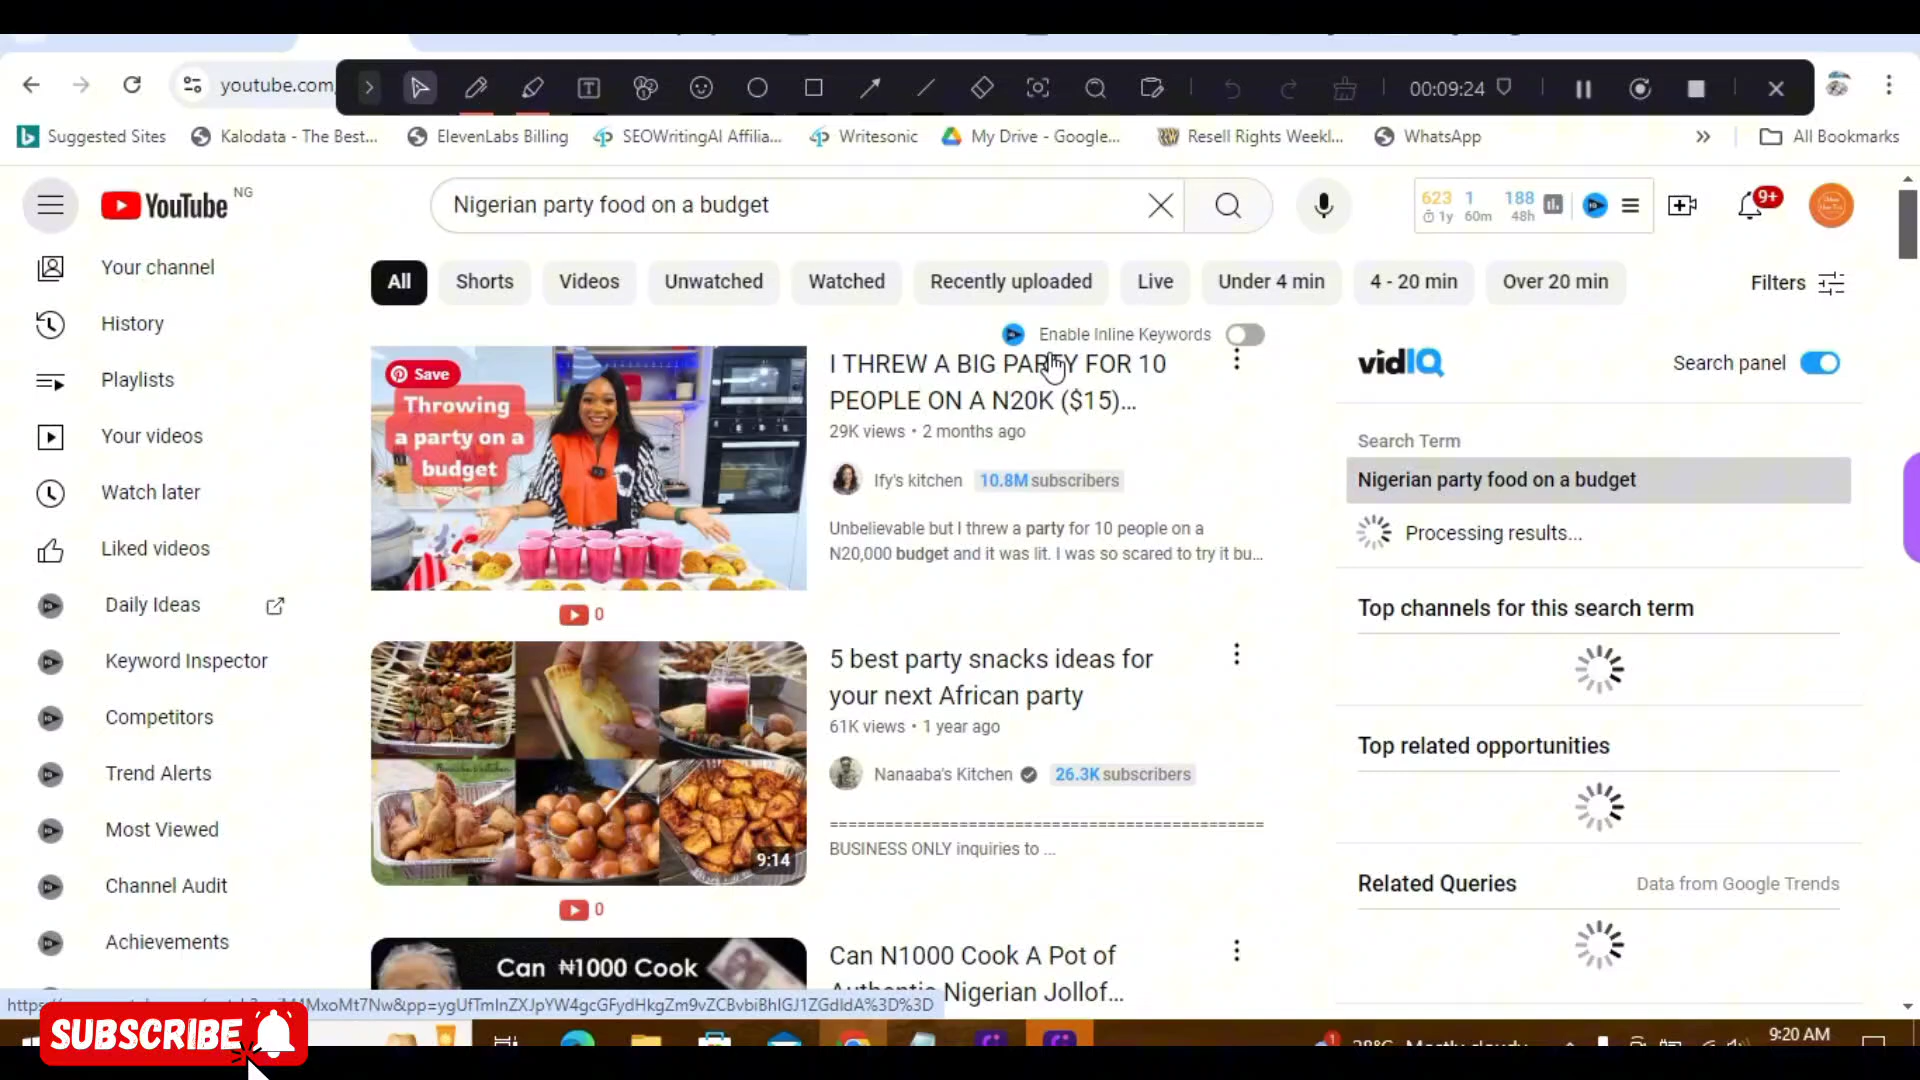 youtube.com
00:09:24
Suggested Sites
Kalodata - The Best...
ElevenLabs Billing
SEOWritingAI Affilia...
Writesonic
My Drive - Google...
Resell Rights Weekl...
WhatsApp
All Bookmarks
YouTube NG
Nigerian party food on a budget
623 1 188
1y 60m 48h
9+
Your channel
History
Playlists
Your videos
Watch later
Liked videos
Daily Ideas
Keyword Inspector
Competitors
Trend Alerts
Most Viewed
Channel Audit
Achievements
All
Shorts
Videos
Unwatched
Watched
Recently uploaded
Live
Under 4 min
4 - 20 min
Over 20 min
Filters
Enable Inline Keywords
Save
Throwing
a party on a
budget
0
I THREW A BIG PARTY FOR 10
PEOPLE ON A N20K ($15)...
29K views • 2 months ago
Ify's kitchen 10.8M subscribers
Unbelievable but I threw a party for 10 people on a
N20,000 budget and it was lit. I was so scared to try it bu...
9:14
0
5 best party snacks ideas for
your next African party
61K views • 1 year ago
Nanaaba's Kitchen 26.3K subscribers
===============================================
BUSINESS ONLY inquiries to ...
Can ₦1000 Cook
Can N1000 Cook A Pot of
Authentic Nigerian Jollof...
vidIQ
Search panel
Search Term
Nigerian party food on a budget
Processing results...
Top channels for this search term
Top related opportunities
Related Queries
Data from Google Trends
SUBSCRIBE
9:20 AM